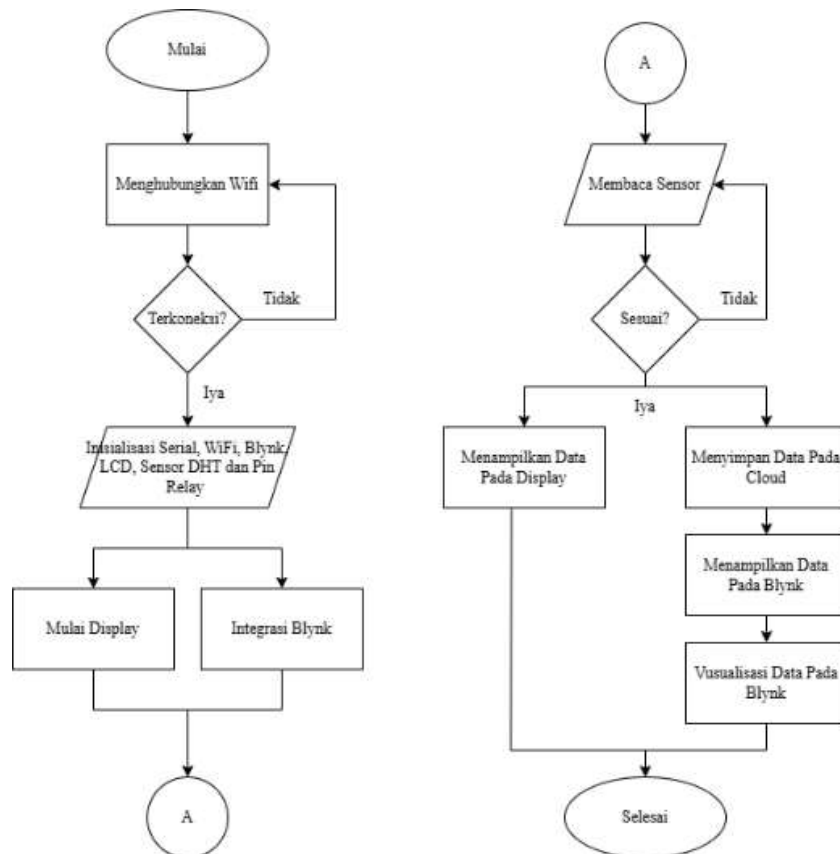 Mulai
Menghubungkan Wifi
Terkoneksi?
Tidak
Iya
Inisialisasi Serial, WiFi, Blynk,
LCD, Sensor DHT dan Pin
Relay
Mulai Display
Integrasi Blynk
A
A
Membaca Sensor
Sesuai?
Tidak
Iya
Menampilkan Data
Pada Display
Menyimpan Data Pada
Cloud
Menampilkan Data
Pada Blynk
Vusualisasi Data Pada
Blynk
Selesai